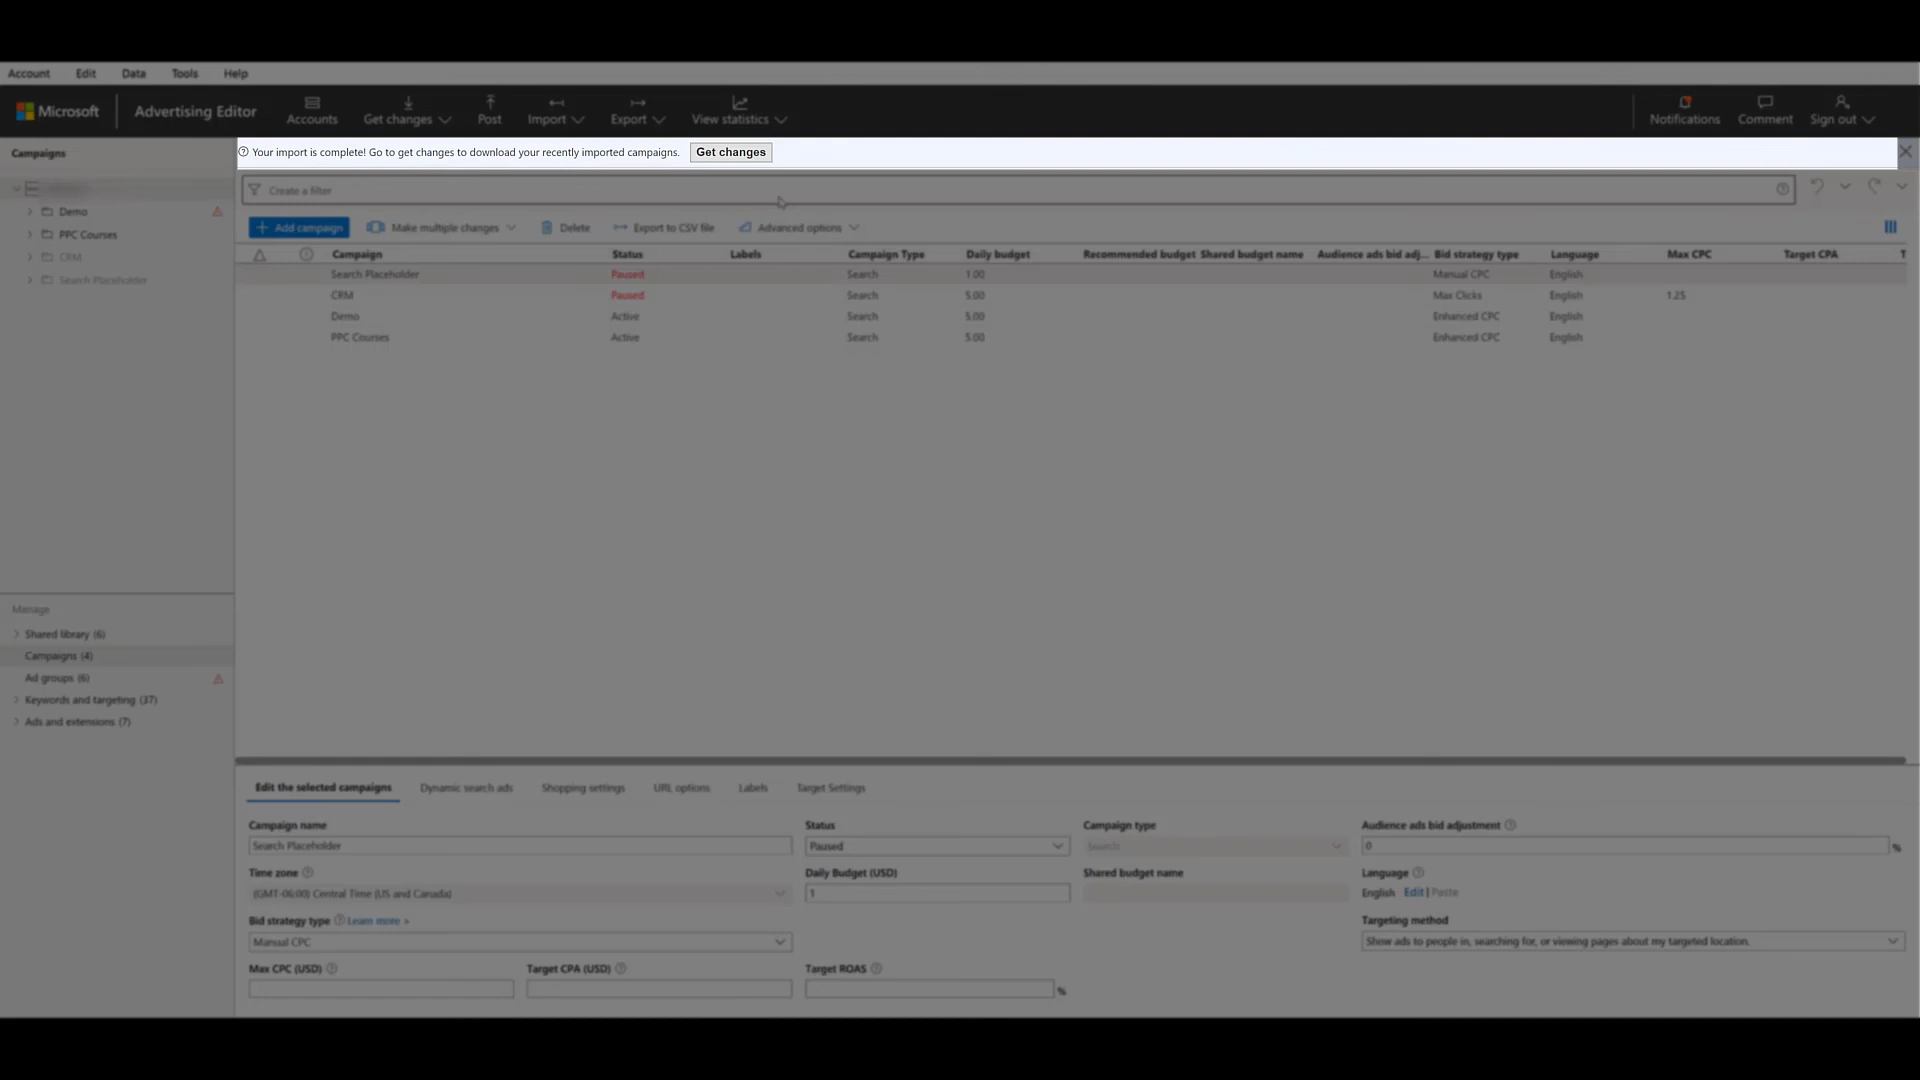 Account Edit Data Tools Help
Microsoft Advertising Editor Accounts Get changes Post Import Export View statistics Notifications Comment Sign out
Campaigns
Your import is complete! Go to get changes to download your recently imported campaigns. Get changes
Create a filter
Demo
PPC Courses
CRM
Search Placeholder
Add campaign Make multiple changes Delete Export to CSV file Advanced options
Campaign Status Labels Campaign Type Daily budget Recommended budget Shared budget name Audience ads bid adj... Bid strategy type Language Max CPC Target CPA T
Search Placeholder Paused Search 1.00 Manual CPC English
CRM Paused Search 5.00 Max Clicks English 1.25
Demo Active Search 5.00 Enhanced CPC English
PPC Courses Active Search 5.00 Enhanced CPC English
Manage
Shared library (6)
Campaigns (4)
Ad groups (6)
Keywords and targeting (37)
Ads and extensions (7)
Edit the selected campaigns Dynamic search ads Shopping settings URL options Labels Target Settings
Campaign name Status Campaign type Audience ads bid adjustment
Search Placeholder Paused Search 0 %
Time zone Daily Budget (USD) Shared budget name Language
(GMT-06:00) Central Time (US and Canada) 1 English Edit | Paste
Bid strategy type Learn more > Targeting method
Manual CPC Show ads to people in, searching for, or viewing pages about my targeted location.
Max CPC (USD) Target CPA (USD) Target ROAS
%